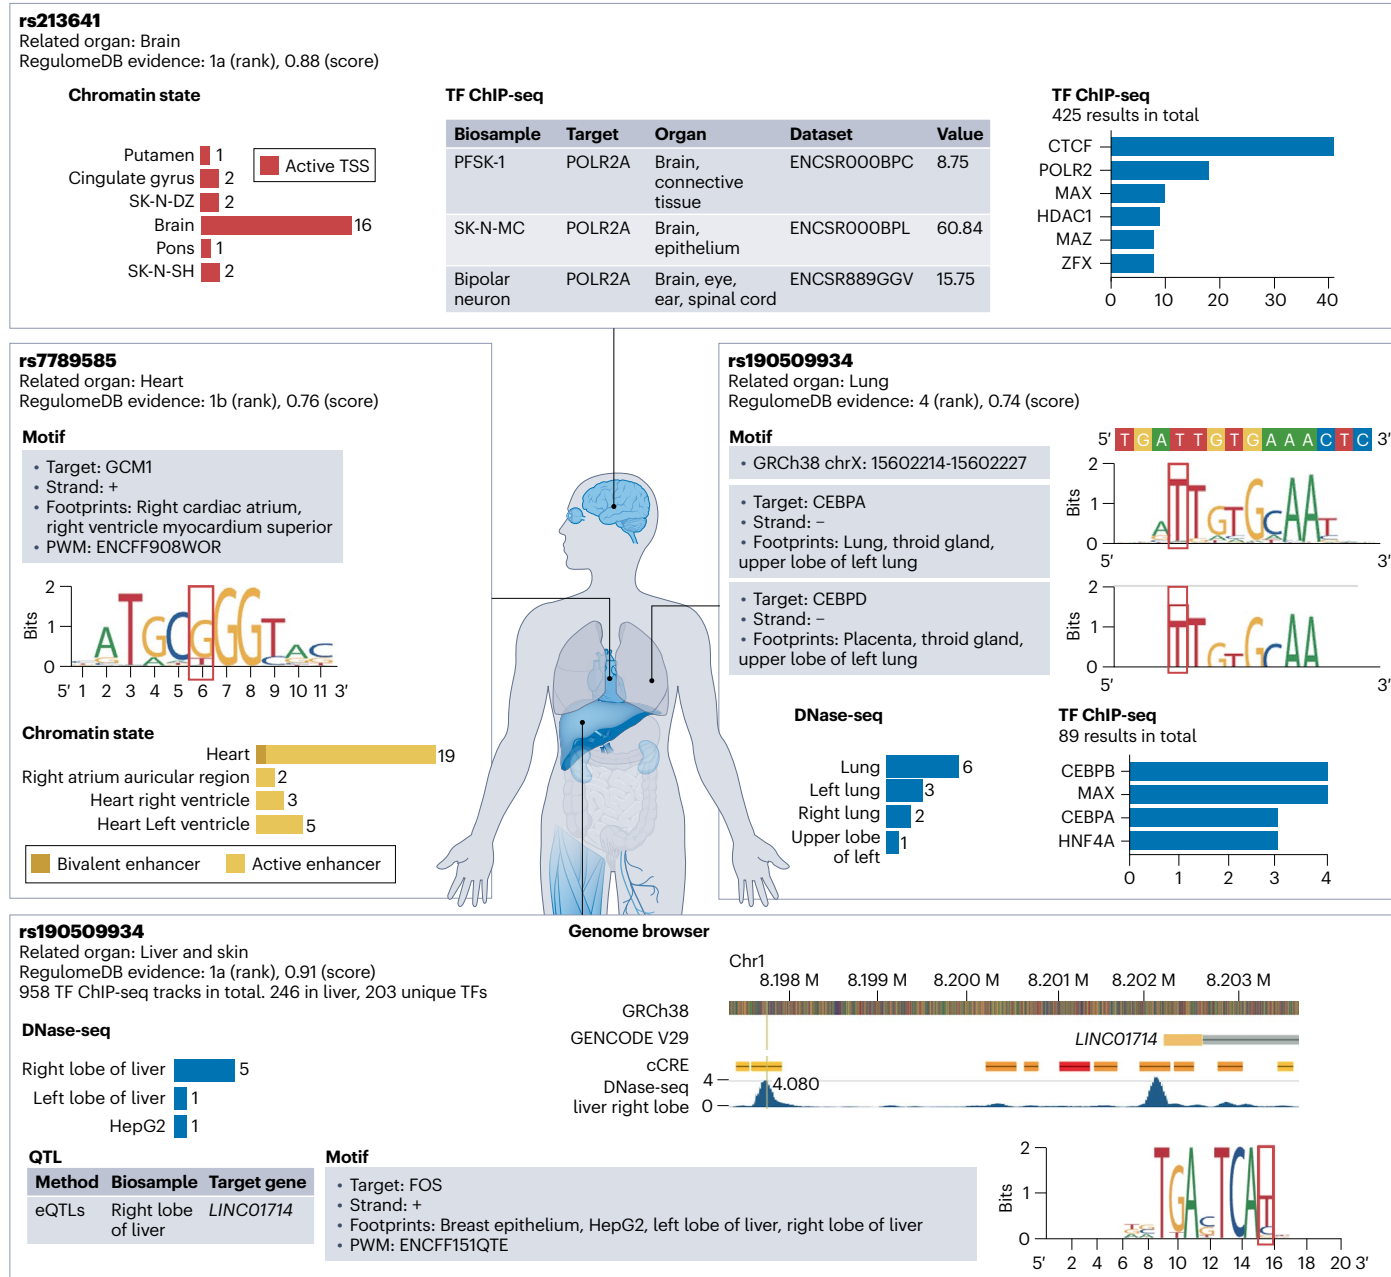 rs213641
Related organ: Brain
RegulomeDB evidence: 1a (rank), 0.88 (score)
Chromatin state
Putamen 1
Cingulate gyrus 2
SK-N-DZ 2
Brain 16
Pons 1
SK-N-SH 2
Active TSS
TF ChIP-seq
Biosample Target Organ Dataset Value
PFSK-1 POLR2A Brain, ENCSR000BPC 8.75
connective
tissue
SK-N-MC POLR2A Brain, ENCSR000BPL 60.84
epithelium
Bipolar POLR2A Brain, eye, ENCSR889GGV 15.75
neuron ear, spinal cord
TF ChIP-seq
425 results in total
CTCF
POLR2
MAX
HDAC1
MAZ
ZFX
0 10 20 30 40
rs7789585
Related organ: Heart
RegulomeDB evidence: 1b (rank), 0.76 (score)
Motif
• Target: GCM1
• Strand: +
• Footprints: Right cardiac atrium,
right ventricle myocardium superior
• PWM: ENCFF908WOR
Bits
2
1
0
A T G C G G G T A C
5′ 1 2 3 4 5 6 7 8 9 10 11 3′
Chromatin state
Heart 19
Right atrium auricular region 2
Heart right ventricle 3
Heart Left ventricle 5
Bivalent enhancer Active enhancer
rs190509934
Related organ: Lung
RegulomeDB evidence: 4 (rank), 0.74 (score)
Motif
• GRCh38 chrX: 15602214-15602227
• Target: CEBPA
• Strand: –
• Footprints: Lung, throid gland,
upper lobe of left lung
• Target: CEBPD
• Strand: –
• Footprints: Placenta, throid gland,
upper lobe of left lung
5′ T G A T T G T G A A A C T C 3′
Bits
2
1
0
A T T G T G C A A T
5′ 3′
Bits
2
1
0
T T G T G C A A
5′ 3′
DNase-seq
Lung 6
Left lung 3
Right lung 2
Upper lobe 1
of left
TF ChIP-seq
89 results in total
CEBPB
MAX
CEBPA
HNF4A
0 1 2 3 4
rs190509934
Related organ: Liver and skin
RegulomeDB evidence: 1a (rank), 0.91 (score)
958 TF ChIP-seq tracks in total. 246 in liver, 203 unique TFs
DNase-seq
Right lobe of liver 5
Left lobe of liver 1
HepG2 1
Genome browser
Chr1
8.198 M 8.199 M 8.200 M 8.201 M 8.202 M 8.203 M
GRCh38
GENCODE V29 LINC01714
cCRE
DNase-seq 4 4.080
liver right lobe 0
QTL
Method Biosample Target gene
eQTLs Right lobe LINC01714
of liver
Motif
• Target: FOS
• Strand: +
• Footprints: Breast epithelium, HepG2, left lobe of liver, right lobe of liver
• PWM: ENCFF151QTE
Bits
2
1
0
T G A T C A
5′ 2 4 6 8 10 12 14 16 18 20 3′